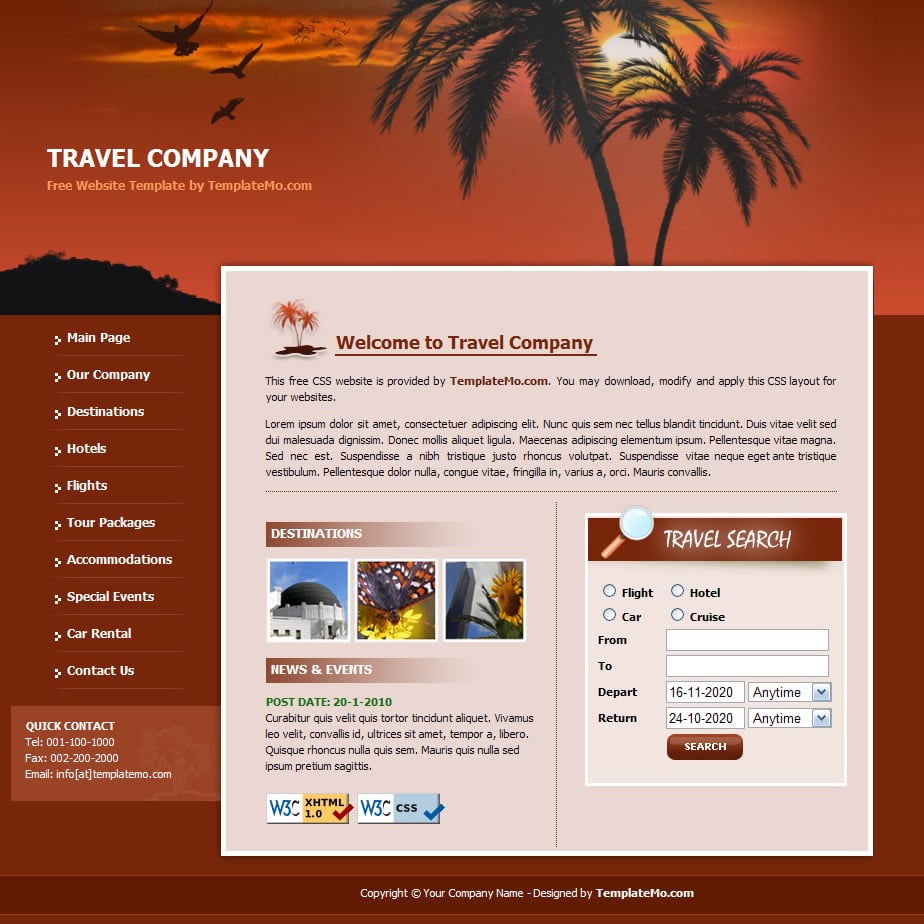 TRAVEL COMPANY
Free Website Template by TemplateMo.com
Main Page
Our Company
Destinations
Hotels
Flights
Tour Packages
Accommodations
Special Events
Car Rental
Contact Us
QUICK CONTACT
Tel: 001-100-1000
Fax: 002-200-2000
Email: info[at]templatemo.com
Welcome to Travel Company
This free CSS website is provided by TemplateMo.com. You may download, modify and apply this CSS layout for
your websites.
Lorem ipsum dolor sit amet, consectetuer adipiscing elit. Nunc quis sem nec tellus blandit tincidunt. Duis vitae velit sed
dui malesuada dignissim. Donec mollis aliquet ligula. Maecenas adipiscing elementum ipsum. Pellentesque vitae magna.
Sed nec est. Suspendisse a nibh tristique justo rhoncus volutpat. Suspendisse vitae neque eget ante tristique
vestibulum. Pellentesque dolor nulla, congue vitae, fringilla in, varius a, orci. Mauris convallis.
DESTINATIONS
NEWS & EVENTS
POST DATE: 20-1-2010
Curabitur quis velit quis tortor tincidunt aliquet. Vivamus
leo velit, convallis id, ultrices sit amet, tempor a, libero.
Quisque rhoncus nulla quis sem. Mauris quis nulla sed
ipsum pretium sagittis.
W3C XHTML 1.0
W3C CSS
TRAVEL SEARCH
Flight Hotel
Car Cruise
From
To
Depart 16-11-2020 Anytime
Return 24-10-2020 Anytime
SEARCH
Copyright © Your Company Name - Designed by TemplateMo.com